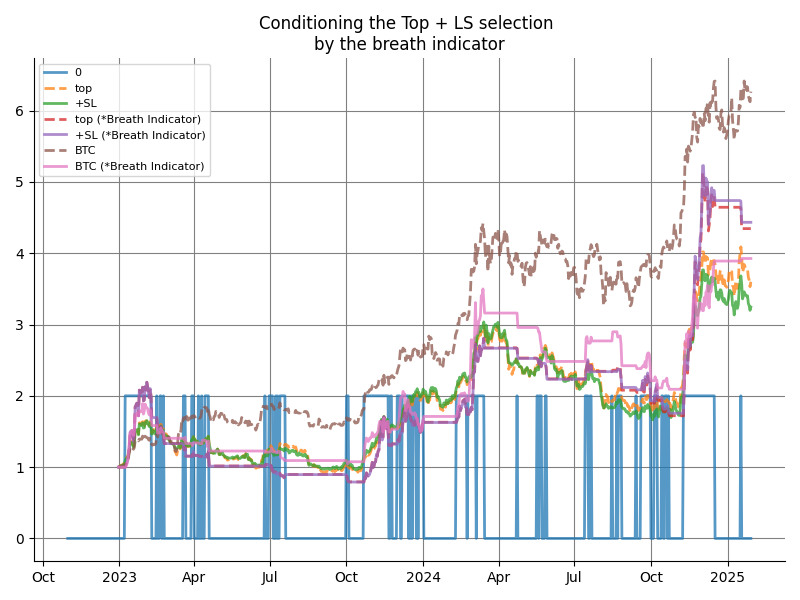 Conditioning the Top + LS selection
by the breath indicator
0
top
+SL
top (*Breath Indicator)
+SL (*Breath Indicator)
BTC
BTC (*Breath Indicator)
6
5
4
3
2
1
0
Oct
2023
Apr
Jul
Oct
2024
Apr
Jul
Oct
2025